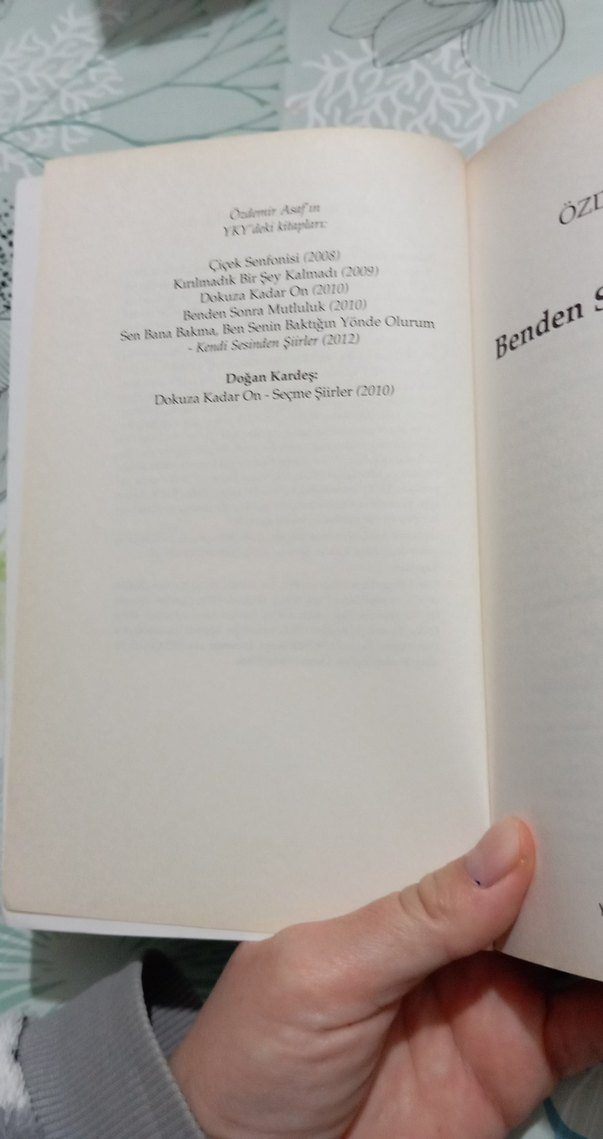 Özdemir Asaf'ın
YKY'deki kitapları:
Çiçek Senfonisi (2008)
Kırılmadık Bir Şey Kalmadı (2009)
Dokuza Kadar On (2010)
Benden Sonra Mutluluk (2010)
Sen Bana Bakma, Ben Senin Baktığın Yönde Olurum
- Kendi Sesinden Şiirler (2012)
Doğan Kardeş:
Dokuza Kadar On - Seçme Şiirler (2010)
ÖZD
Benden S